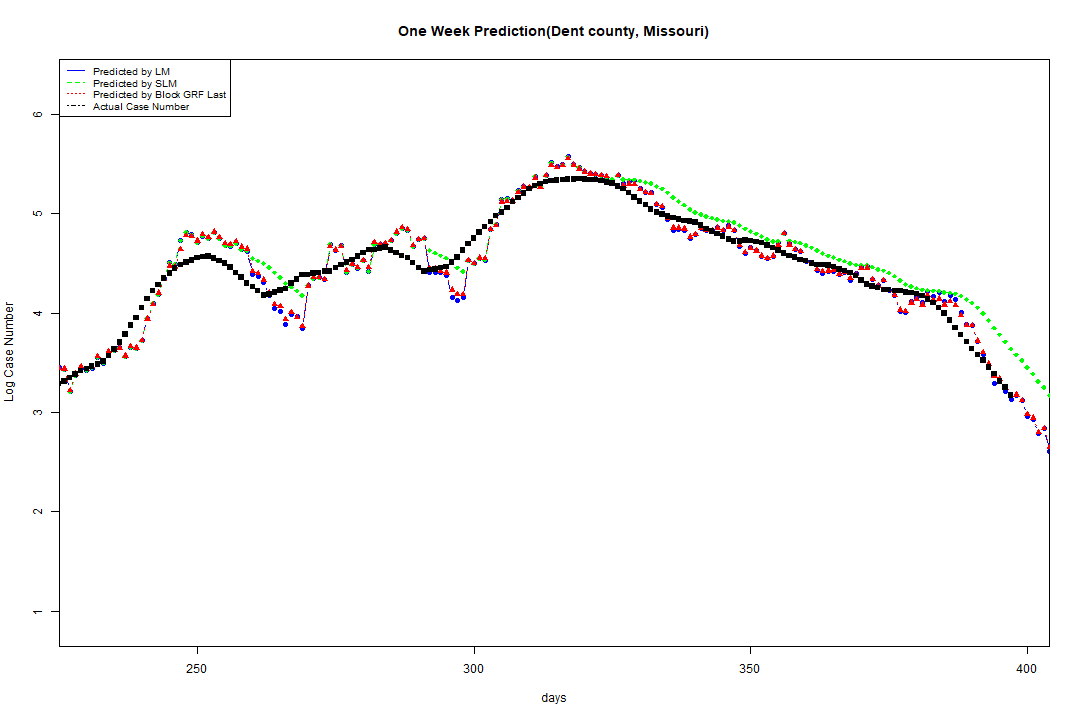 One Week Prediction(Dent county, Missouri)
Predicted by LM
Predicted by SLM
Predicted by Block GRF Last
Actual Case Number
6
5
4
3
2
1
Log Case Number
250 300 350 400
days